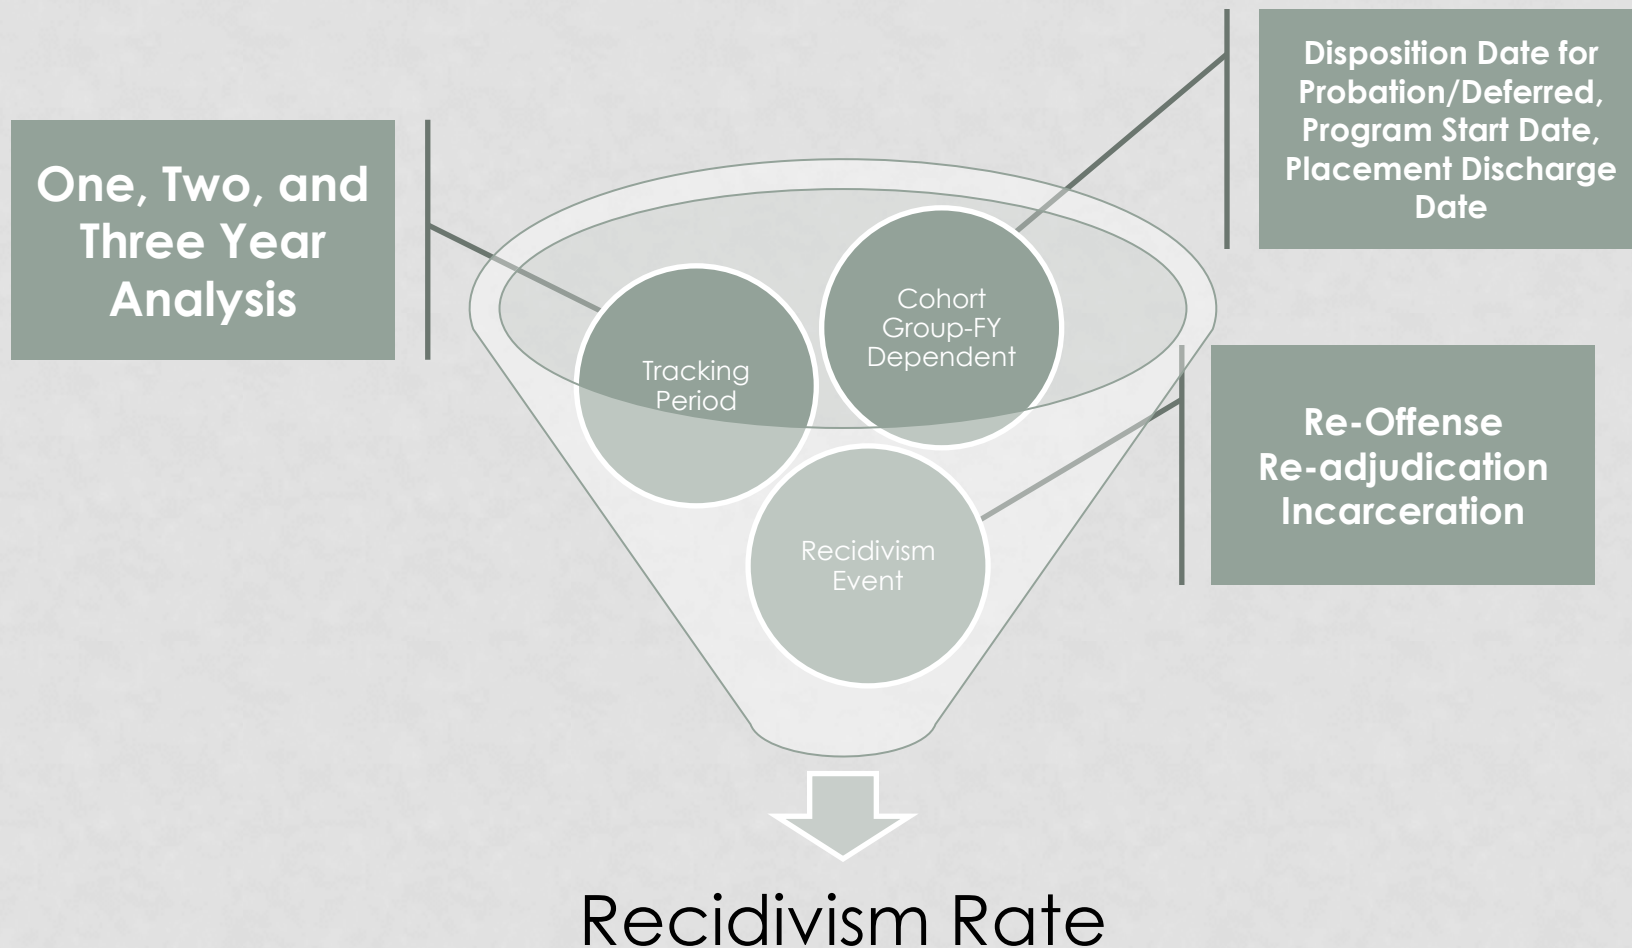 One, Two, and
Three Year
Analysis
Disposition Date for
Probation/Deferred,
Program Start Date,
Placement Discharge
Date
Cohort
Group-FY
Dependent
Tracking
Period
Re-Offense
Re-adjudication
Incarceration
Recidivism
Event
Recidivism Rate